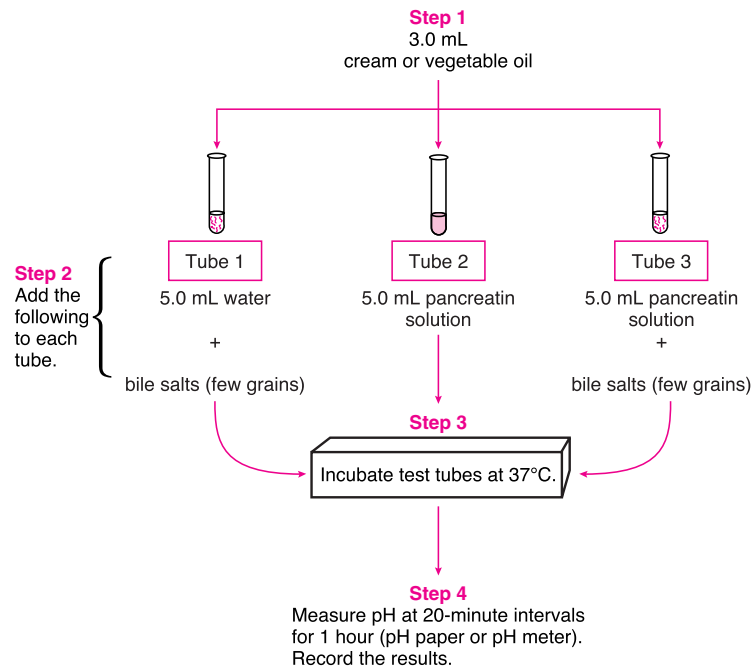 Step 1
3.0 mL
cream or vegetable oil
Tube 1
Tube 2
Tube 3
Step 2
Add the
following
to each
tube.
5.0 mL water
+
bile salts (few grains)
5.0 mL pancreatin
solution
5.0 mL pancreatin
solution
+
bile salts (few grains)
Step 3
Incubate test tubes at 37°C.
Step 4
Measure pH at 20-minute intervals
for 1 hour (pH paper or pH meter).
Record the results.